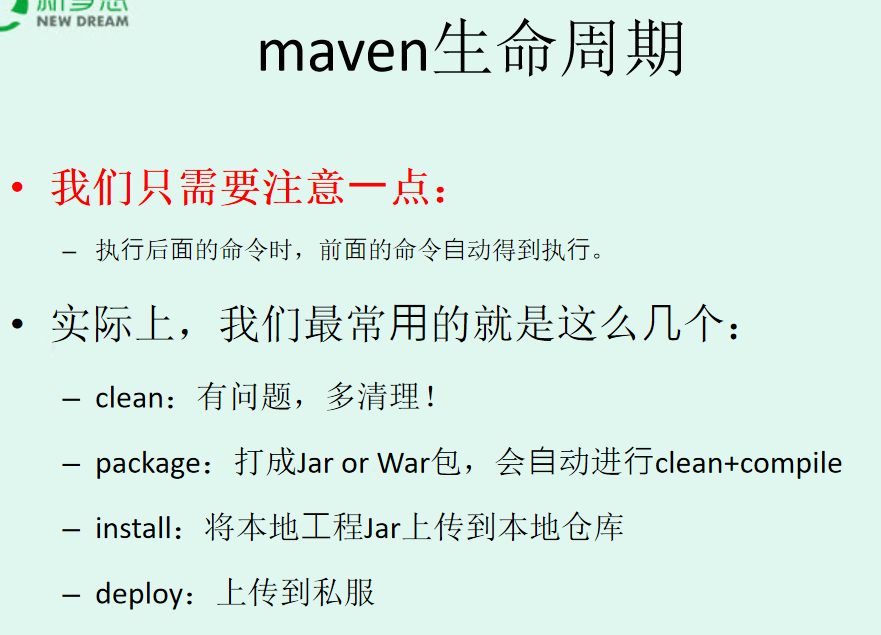 新梦想
NEW DREAM
maven生命周期
• 我们只需要注意一点：
– 执行后面的命令时，前面的命令自动得到执行。
• 实际上，我们最常用的就是这么几个：
– clean：有问题，多清理！
– package：打成Jar or War包，会自动进行clean+compile
– install：将本地工程Jar上传到本地仓库
– deploy：上传到私服